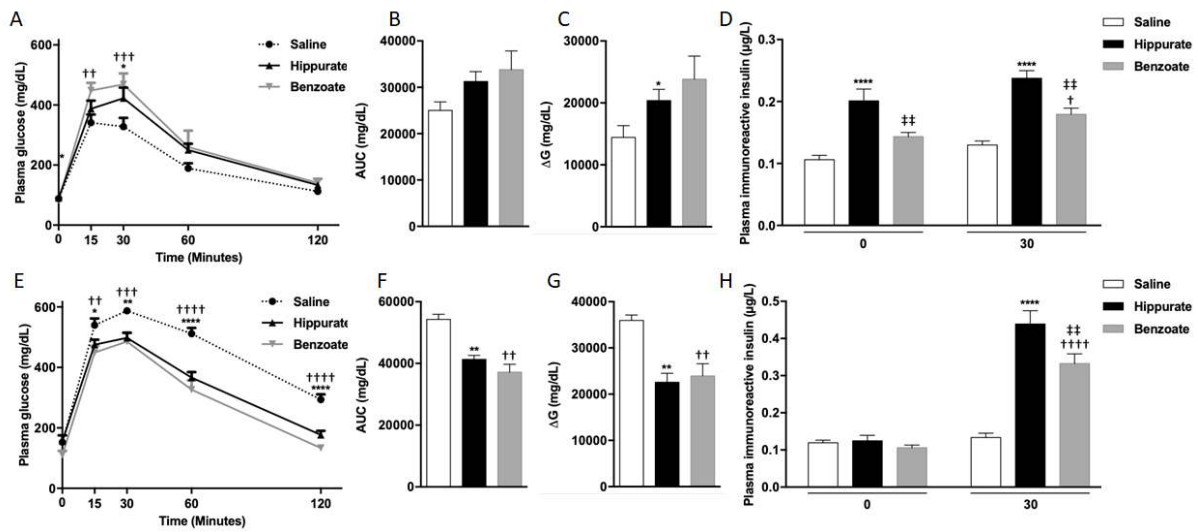 A
Plasma glucose (mg/dL)
600
400
200
0
††
†††
*
*
0 15 30 60 120
Time (Minutes)
Saline
Hippurate
Benzoate
B
AUC (mg/dL)
40000
30000
20000
10000
0
C
ΔG (mg/dL)
30000
20000
10000
0
*
D
Plasma immunoreactive insulin (µg/L)
0.3
0.2
0.1
0.0
****
‡‡
****
‡‡
†
0 30
Saline
Hippurate
Benzoate
E
Plasma glucose (mg/dL)
600
400
200
0
††
*
†††
**
††††
****
††††
****
0 15 30 60 120
Time (Minutes)
Saline
Hippurate
Benzoate
F
AUC (mg/dL)
60000
40000
20000
0
**
††
G
ΔG (mg/dL)
40000
30000
20000
10000
0
**
††
H
Plasma immunoreactive insulin (µg/L)
0.5
0.4
0.3
0.2
0.1
0.0
****
‡‡
††††
0 30
Saline
Hippurate
Benzoate